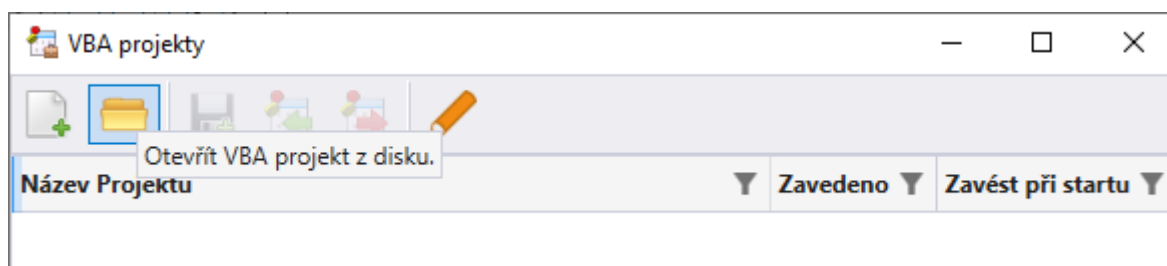 VBA projekty
Otevřít VBA projekt z disku.
Název Projektu Zavedeno Zavést při startu